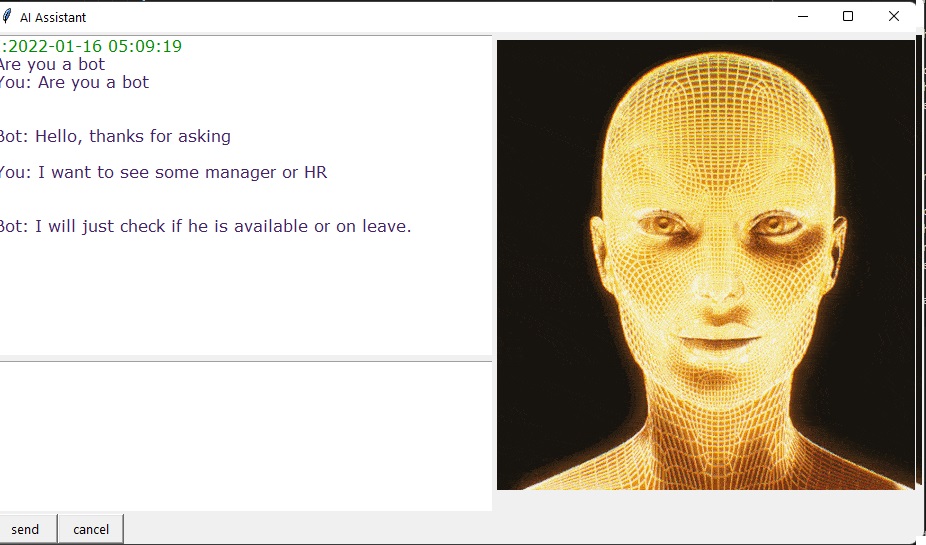 AI Assistant
:2022-01-16 05:09:19
Are you a bot
You: Are you a bot
Bot: Hello, thanks for asking
You: I want to see some manager or HR
Bot: I will just check if he is available or on leave.
send
cancel